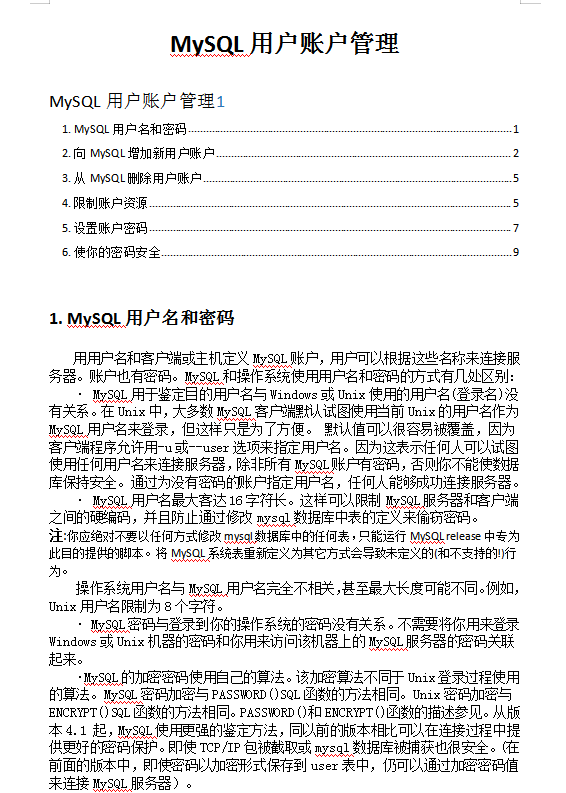 MySQL 用户账户管理
MySQL 用户账户管理1
1. MySQL 用户名和密码 1
2. 向 MySQL 增加新用户账户 2
3. 从 MySQL 删除用户账户 5
4. 限制账户资源 5
5. 设置账户密码 7
6. 使你的密码安全 9
1. MySQL 用户名和密码
用用户名和客户端或主机定义 MySQL 账户，用户可以根据这些名称来连接服
务器。账户也有密码。MySQL 和操作系统使用用户名和密码的方式有几处区别：
· MySQL 用于鉴定目的用户名与 Windows 或 Unix 使用的用户名(登录名)没
有关系。在 Unix 中，大多数 MySQL 客户端默认试图使用当前 Unix 的用户名作为
MySQL 用户名来登录，但这样只是为了方便。 默认值可以很容易被覆盖，因为
客户端程序允许用-u 或--user 选项来指定用户名。因为这表示任何人可以试图
使用任何用户名来连接服务器，除非所有 MySQL 账户有密码，否则你不能使数据
库保持安全。通过为没有密码的账户指定用户名，任何人能够成功连接服务器。
· MySQL 用户名最大客达 16 字符长。这样可以限制 MySQL 服务器和客户端
之间的硬编码，并且防止通过修改 mysql 数据库中表的定义来偷窃密码。
注:你应绝对不要以任何方式修改 mysql 数据库中的任何表，只能运行 MySQL release 中专为
此目的提供的脚本。将 MySQL 系统表重新定义为其它方式会导致未定义的(和不支持的!)行
为。
操作系统用户名与 MySQL 用户名完全不相关，甚至最大长度可能不同。例如，
Unix 用户名限制为 8 个字符。
· MySQL 密码与登录到你的操作系统的密码没有关系。不需要将你用来登录
Windows 或 Unix 机器的密码和你用来访问该机器上的 MySQL 服务器的密码关联
起来。
·MySQL 的加密密码使用自己的算法。该加密算法不同于 Unix 登录过程使用
的算法。MySQL 密码加密与 PASSWORD()SQL 函数的方法相同。Unix 密码加密与
ENCRYPT()SQL 函数的方法相同。PASSWORD()和 ENCRYPT()函数的描述参见。从版
本 4.1 起，MySQL 使用更强的鉴定方法，同以前的版本相比可以在连接过程中提
供更好的密码保护。即使 TCP/IP 包被截取或 mysql 数据库被捕获也很安全。（在
前面的版本中，即使密码以加密形式保存到 user 表中，仍可以通过加密密码值
来连接 MySQL 服务器）。